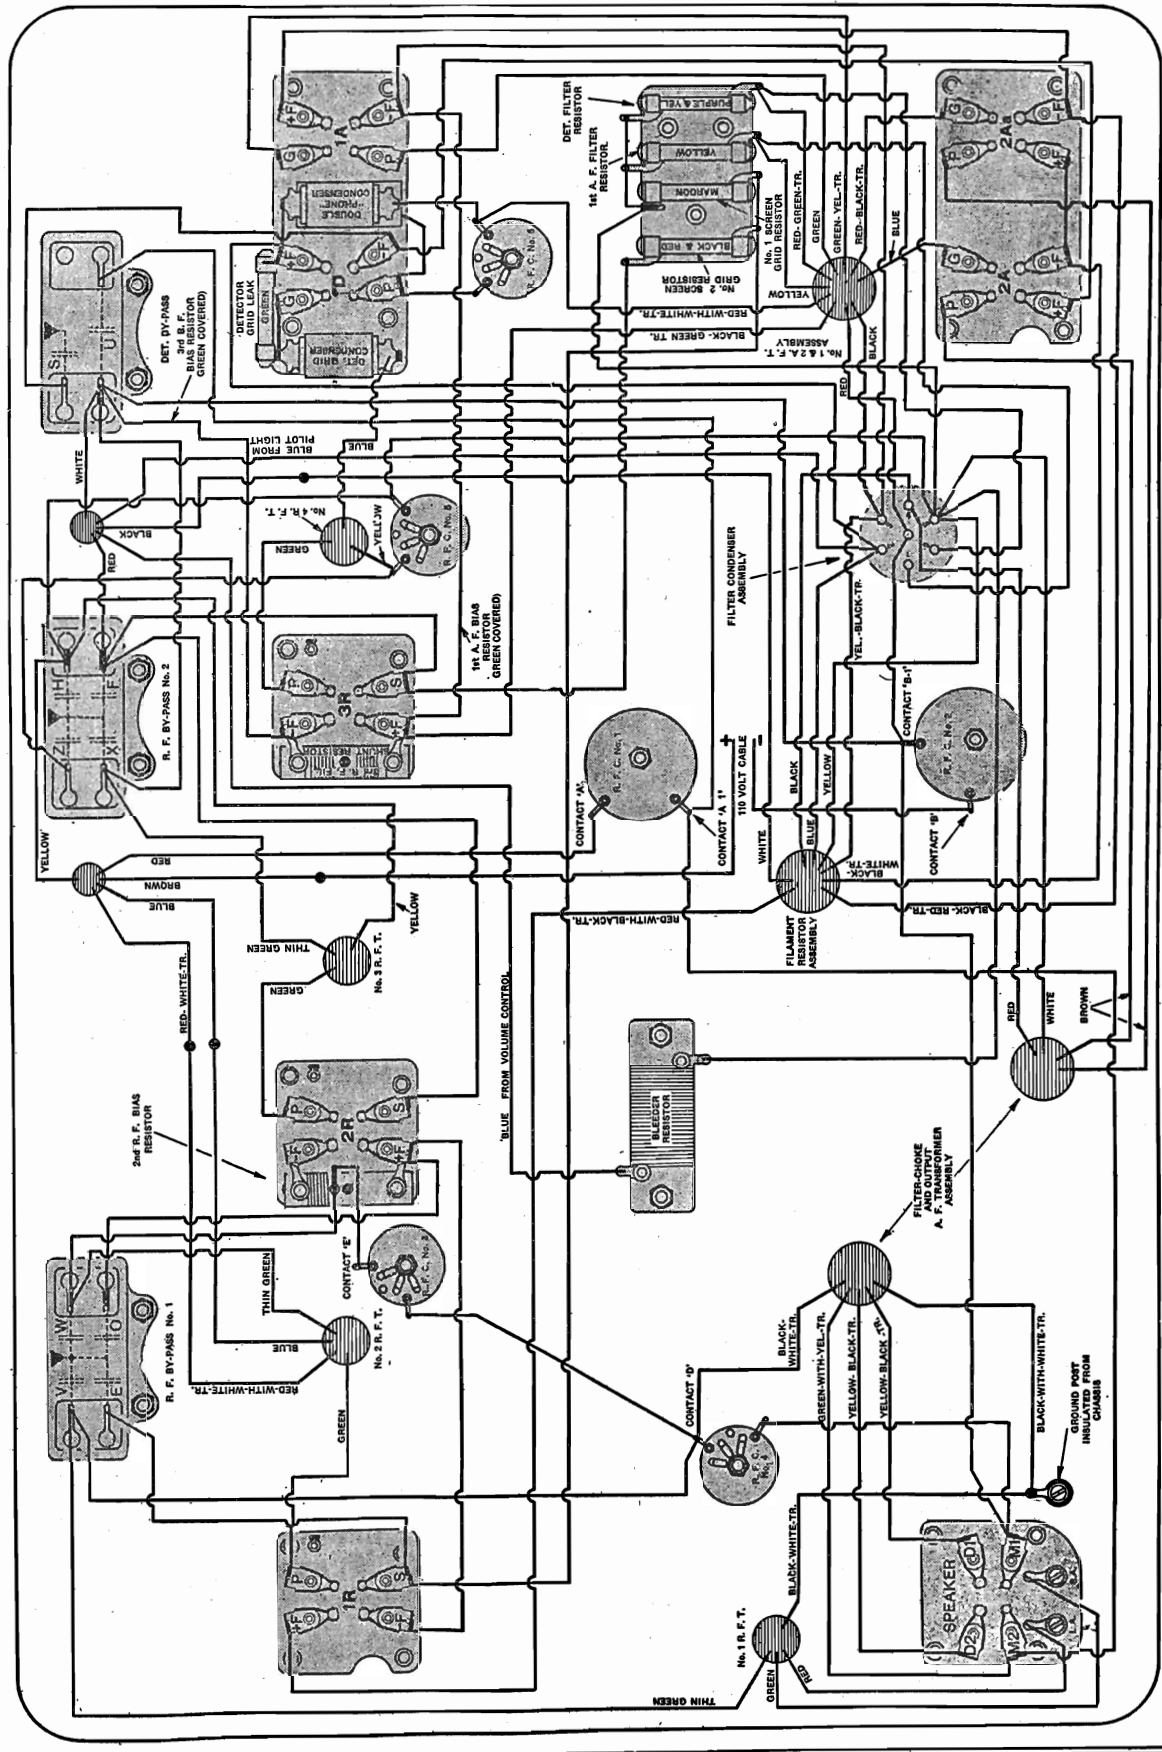 +F
-F
1A
G
P
DOUBLE
"PHONE"
CONDENSER
DET. FILTER
RESISTOR
1st A. F. FILTER
RESISTOR.
PURPLE & YEL
YELLOW
MAROON
BLACK & RED
No. 1 SCREEN
GRID RESISTOR
No. 2 SCREEN
GRID RESISTOR
RED-GREEN-TR.
GREEN
GREEN-YEL.-TR.
RED-BLACK-TR.
BLUE
YELLOW
G
-F
2Aa
P
+F
G
-F
2A
P
+F
S
U
DET. BY-PASS
3rd B. F.
BIAS RESISTOR
GREEN COVERED)
DETECTOR
GRID LEAK
GREEN
+F
-F
D
G
P
DET. GRID
CONDENSER
R. F. C. No. 6
RED-WITH-WHITE-TR.
BLACK-GREEN TR.
No. 1 & 2 A. F. T.
ASSEMBLY
BLACK
RED
BLUE FROM
PILOT LIGHT
BLUE
WHITE
BLACK
RED
No. 4 R. F. T.
GREEN
YELLOW
R. F. C. No. 5
FILTER CONDENSER
ASSEMBLY
YEL.-BLACK-TR.
H
F
Z
X
R. F. BY-PASS No. 2
P
S
3R
-F
+F
3rd R. F. FIL.
SHUNT RESISTOR
1st A. F. BIAS
RESISTOR
GREEN COVERED)
R. F. C. No. 1
CONTACT 'A'
CONTACT 'A 1'
+
-
110 VOLT CABLE
CONTACT 'B-1'
R. F. C. No. 2
CONTACT 'B'
BLACK
YELLOW
BLUE
WHITE
BLACK-
WHITE-TR.
BLACK-RED-TR.
RED-WITH-BLACK-TR.
FILAMENT
RESISTOR
ASSEMBLY
YELLOW
RED
BROWN
BLUE
YELLOW
THIN GREEN
GREEN
No. 3 R. F. T.
RED-WHITE-TR.
BLUE FROM VOLUME CONTROL
RED
WHITE
BROWN
2nd R. F. BIAS
RESISTOR
P
S
2R
-F
+F
BLEEDER
RESISTOR
FILTER-CHOKE
AND OUTPUT
A. F. TRANSFORMER
ASSEMBLY
W
O
V
E
R. F. BY-PASS No. 1
THIN GREEN
BLUE
RED-WITH-WHITE-TR.
No. 2 R. F. T.
CONTACT 'E'
R. F. C. No. 3
GREEN
CONTACT 'D'
BLACK-
WHITE-TR.
GREEN-WITH-YEL.-TR.
YELLOW-BLACK-TR.
YELLOW-BLACK-TR.
BLACK-WITH-WHITE-TR.
R. F. C.
No. 4
GROUND POST
INSULATED FROM
CHASSIS
P
S
1R
+F
-F
BLACK-WHITE-TR.
No. 1 R. F. T.
GREEN
RED
THIN GREEN
SPEAKER
D1
M1
D2
M2
S.A.
L.A.